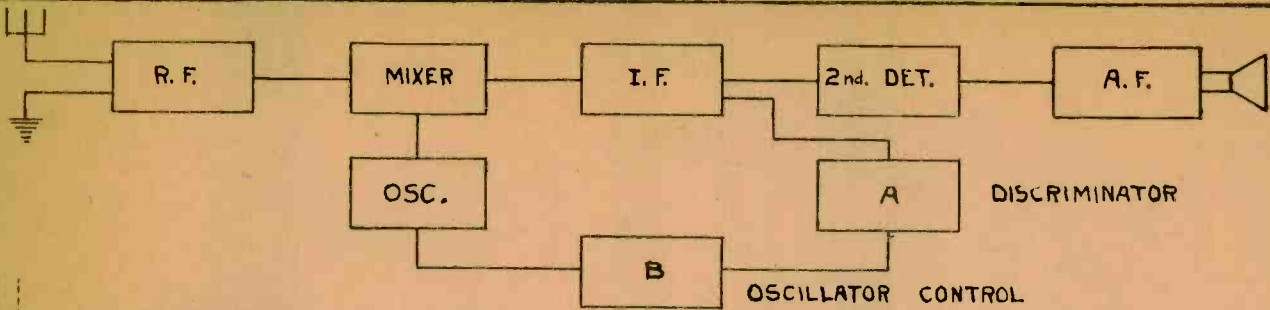 R. F.
MIXER
I. F.
2nd. DET.
A. F.
OSC.
A
DISCRIMINATOR
B
OSCILLATOR CONTROL